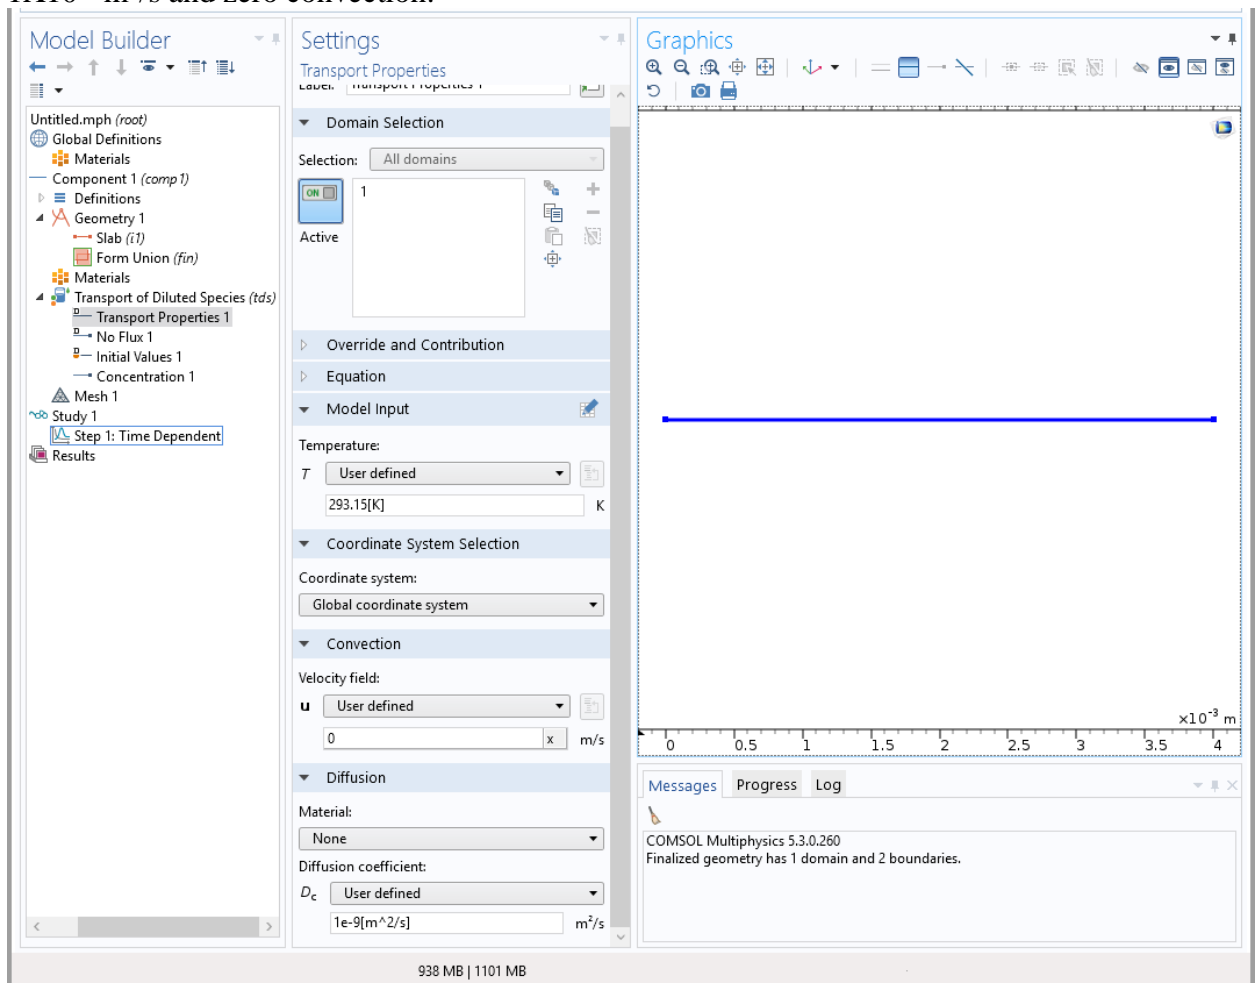 Model Builder
Untitled.mph (root)
Global Definitions
Materials
Component 1 (comp1)
Definitions
Geometry 1
Slab (i1)
Form Union (fin)
Materials
Transport of Diluted Species (tds)
Transport Properties 1
No Flux 1
Initial Values 1
Concentration 1
Mesh 1
Study 1
Step 1: Time Dependent
Results
Settings
Transport Properties
Label: Transport Properties 1
Domain Selection
Selection: All domains
ON
1
Active
Override and Contribution
Equation
Model Input
Temperature:
T User defined
293.15[K] K
Coordinate System Selection
Coordinate system:
Global coordinate system
Convection
Velocity field:
u User defined
0 x m/s
Diffusion
Material:
None
Diffusion coefficient:
Dc User defined
1e-9[m^2/s] m²/s
Graphics
×10⁻³ m
0 0.5 1 1.5 2 2.5 3 3.5 4
Messages Progress Log
COMSOL Multiphysics 5.3.0.260
Finalized geometry has 1 domain and 2 boundaries.
938 MB | 1101 MB